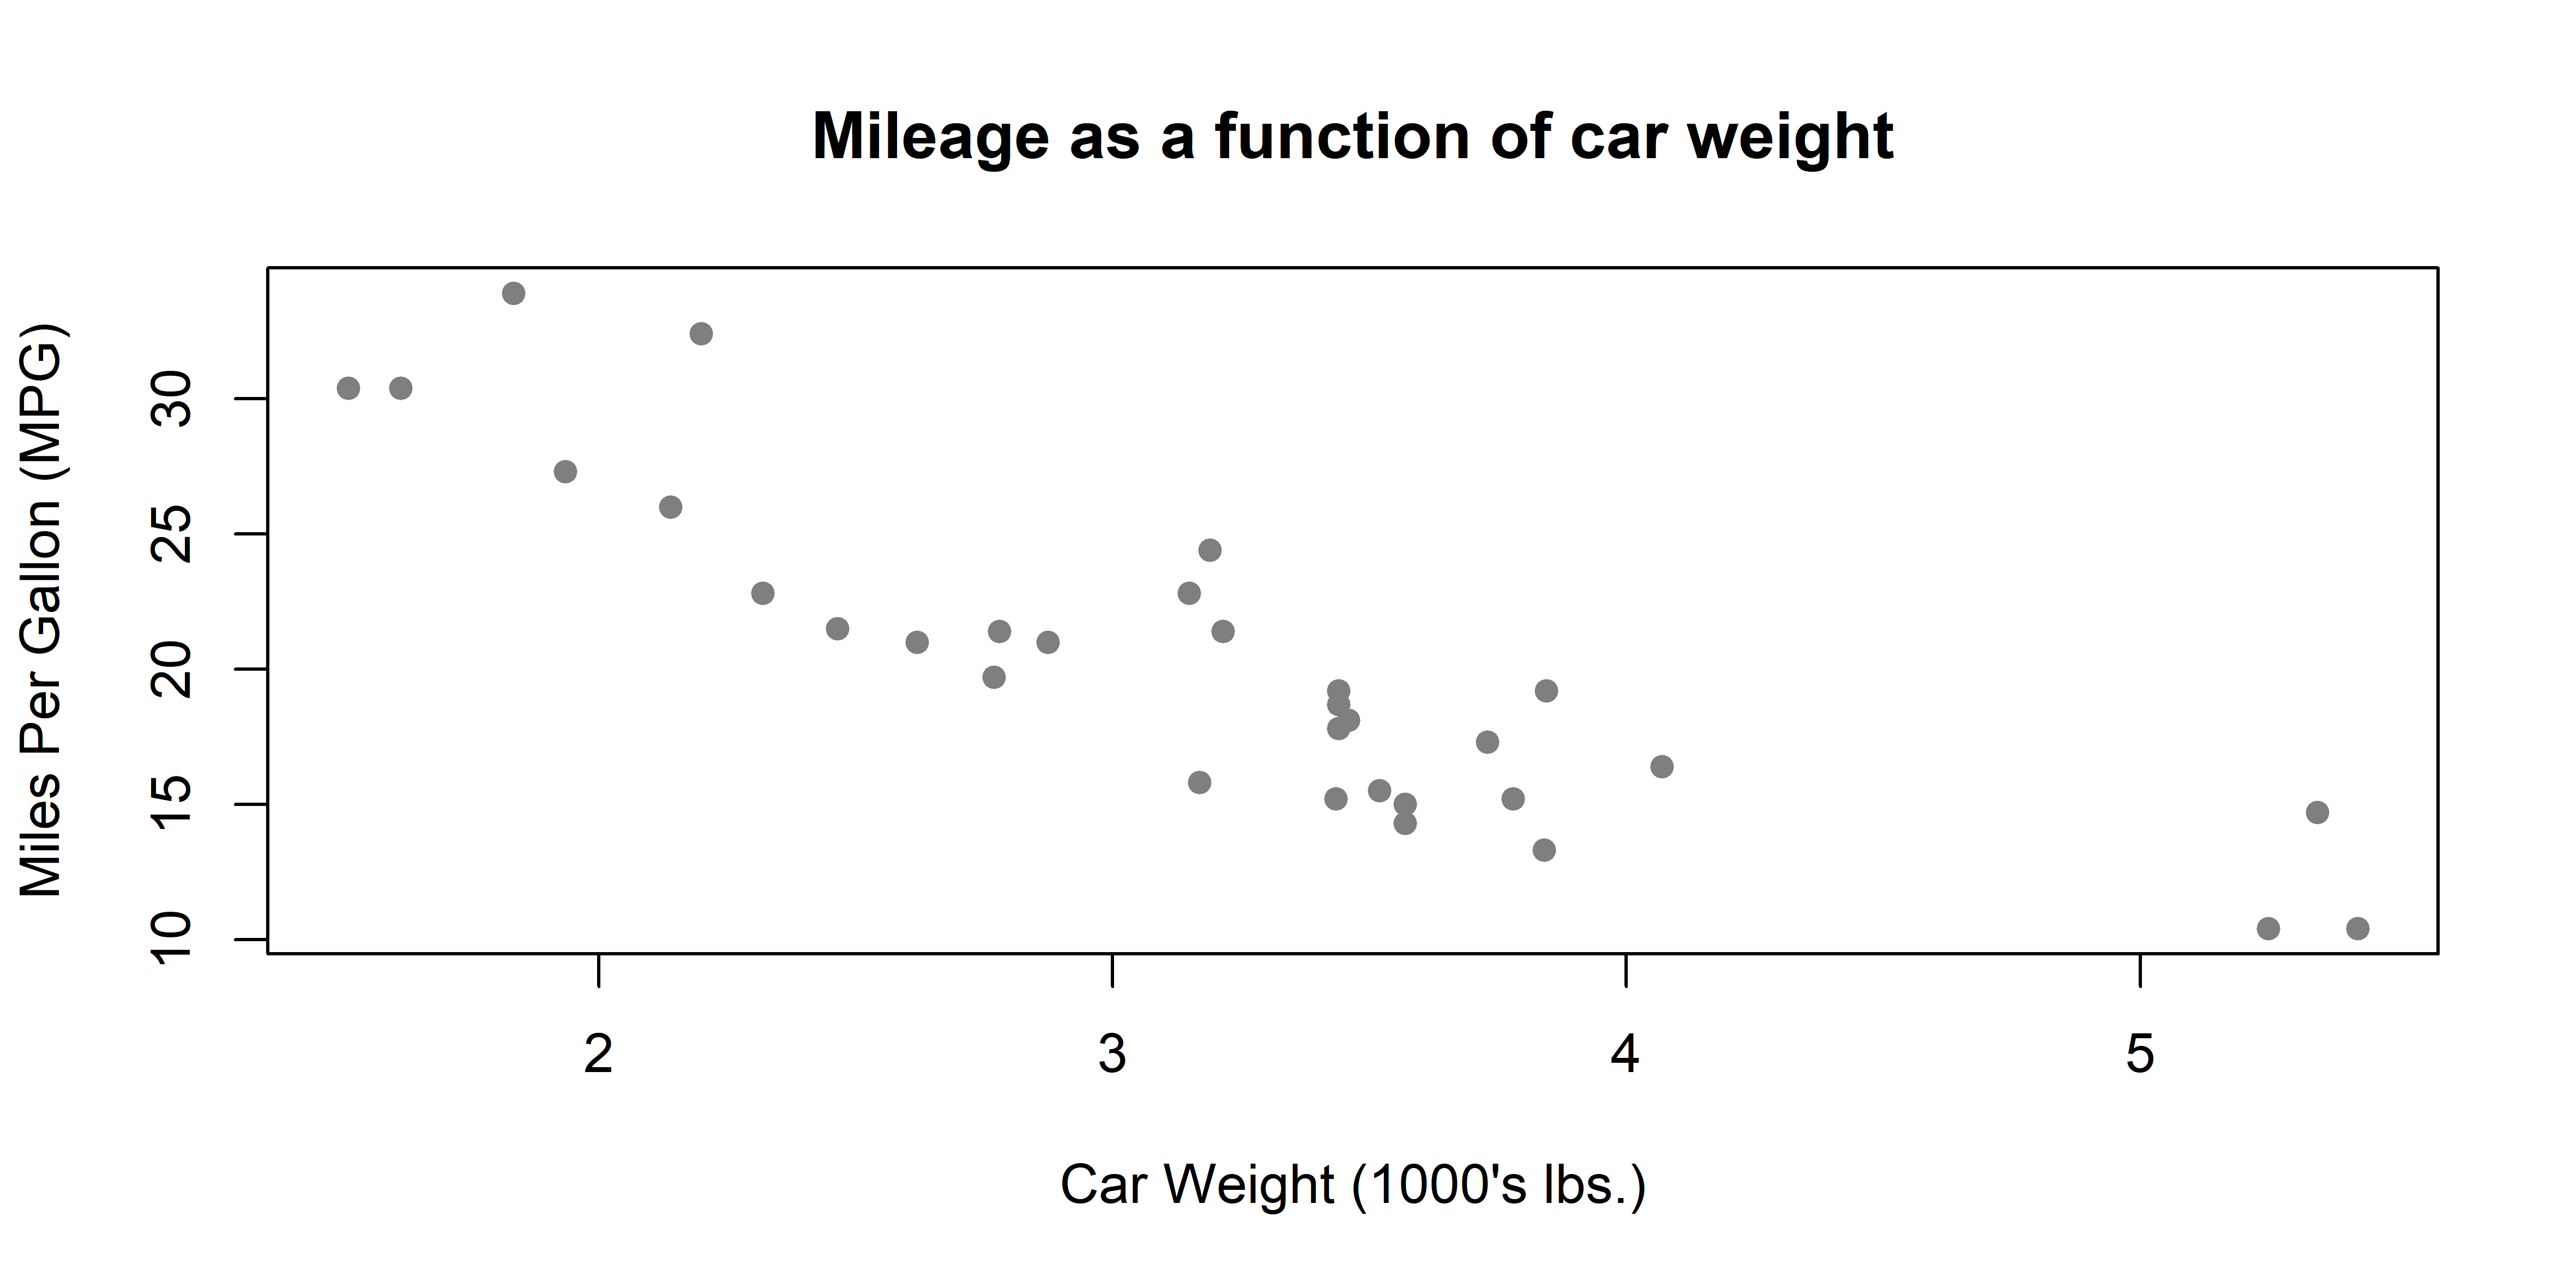 Mileage as a function of car weight
Miles Per Gallon (MPG)
30
25
20
15
10
2 3 4 5
Car Weight (1000's lbs.)